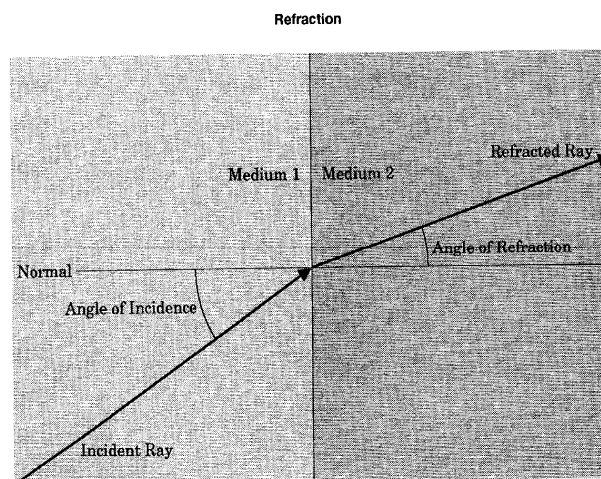 Refraction
Medium 1
Medium 2
Refracted Ray
Angle of Refraction
Normal
Angle of Incidence
Incident Ray